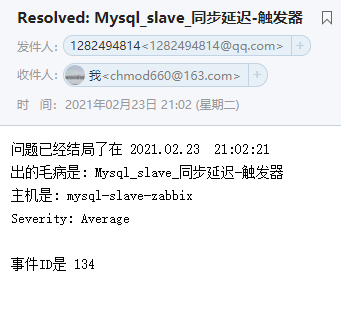 Resolved: Mysql_slave_同步延迟-触发器
发件人: 1282494814<1282494814@qq.com>
收件人: 我<chmod660@163.com>
时 间: 2021年02月23日 21:02 (星期二)
问题已经结局了在 2021.02.23 21:02:21
出的毛病是: Mysql_slave_同步延迟-触发器
主机是: mysql-slave-zabbix
Severity: Average
事件ID是 134